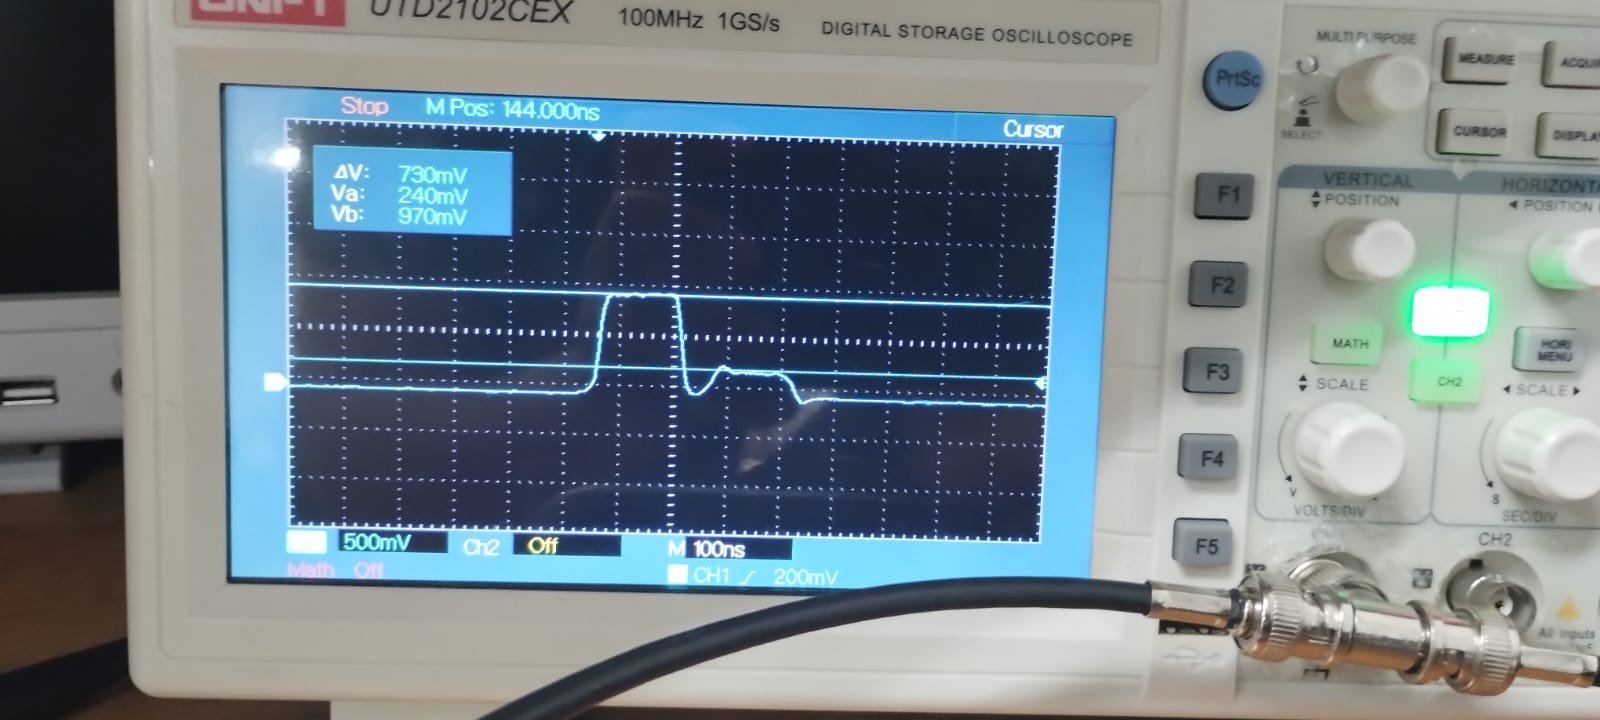 UTD2102CEX 100MHz 1GS/s DIGITAL STORAGE OSCILLOSCOPE
Stop M Pos: 144.000ns Cursor
ΔV: 730mV
Va: 240mV
Vb: 970mV
500mV Ch2 Off M 100ns
Math Off CH1 200mV
PrtSc
F1
F2
F3
F4
F5
MULTI PURPOSE
SELECT
MEASURE
CURSOR
VERTICAL
POSITION
MATH
CH2
SCALE
V
VOLTS/DIV
POSITION
HORI
MENU
SCALE
S
SEC/DIV
CH2
All Inputs